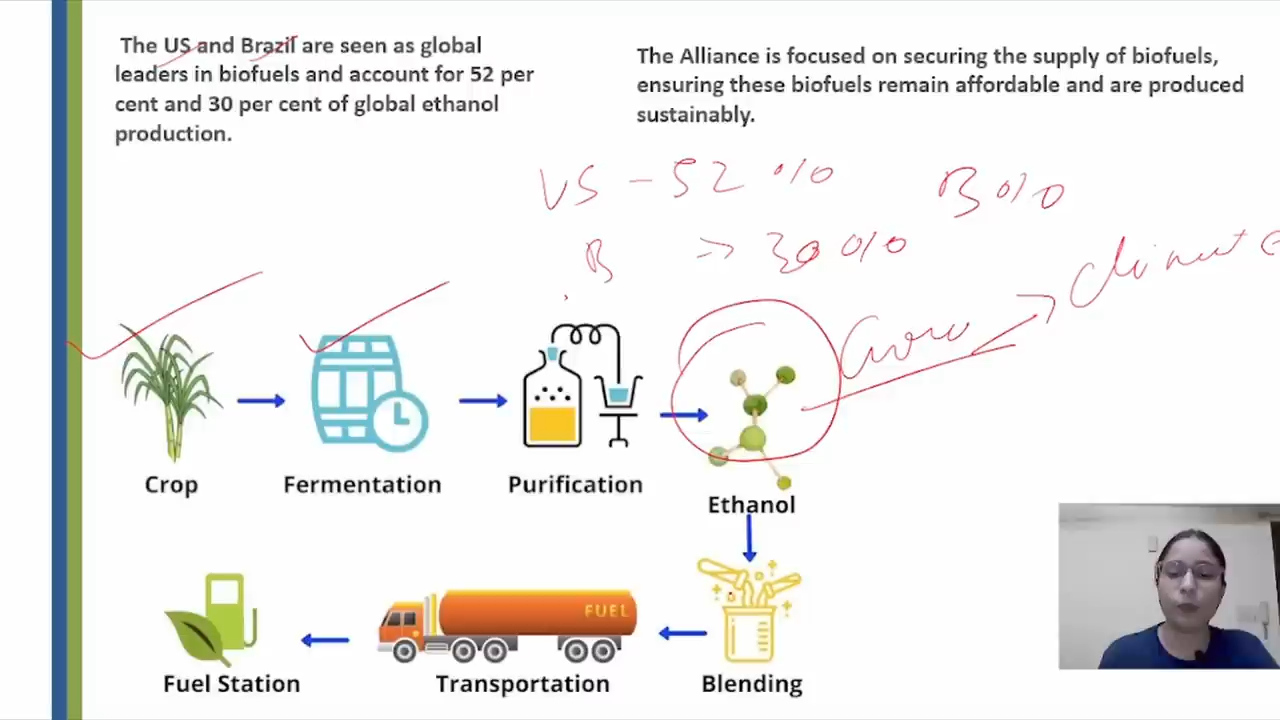 The US and Brazil are seen as global
leaders in biofuels and account for 52 per
cent and 30 per cent of global ethanol
production.
The Alliance is focused on securing the supply of biofuels,
ensuring these biofuels remain affordable and are produced
sustainably.
US - 52 %
B -> 30 %
Crop
Fermentation
Purification
Ethanol
FUEL
Fuel Station
Transportation
Blending